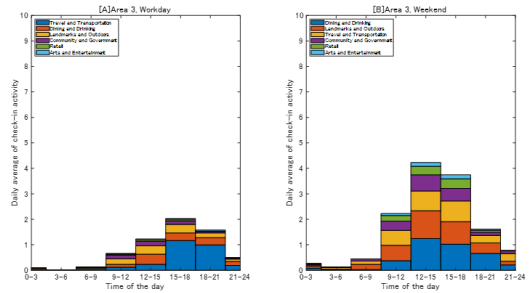 [A]Area 3, Workday
Travel and Transportation
Dining and Drinking
Landmarks and Outdoors
Community and Government
Retail
Arts and Entertainment
Daily average of check-in activity
10
9
8
7
6
5
4
3
2
1
0
0-3 3-6 6-9 9-12 12-15 15-18 18-21 21-24
Time of the day
[B]Area 3, Weekend
Dining and Drinking
Landmarks and Outdoors
Travel and Transportation
Community and Government
Retail
Arts and Entertainment
Daily average of check-in activity
10
9
8
7
6
5
4
3
2
1
0
0-3 3-6 6-9 9-12 12-15 15-18 18-21 21-24
Time of the day